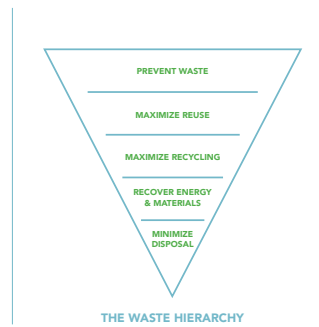 PREVENT WASTE
MAXIMIZE REUSE
MAXIMIZE RECYCLING
RECOVER ENERGY
& MATERIALS
MINIMIZE
DISPOSAL
THE WASTE HIERARCHY